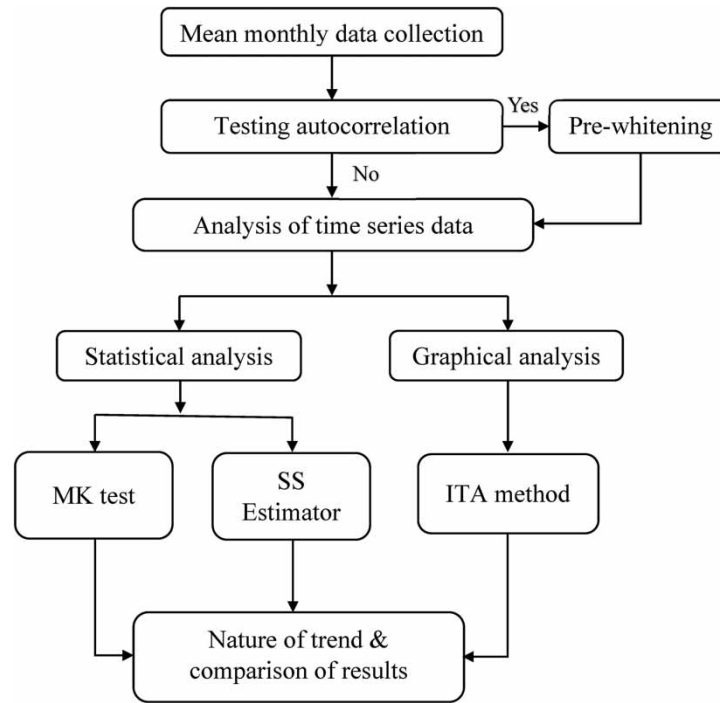 Mean monthly data collection
Yes
Testing autocorrelation
Pre-whitening
No
Analysis of time series data
Statistical analysis
Graphical analysis
MK test
SS
Estimator
ITA method
Nature of trend &
comparison of results